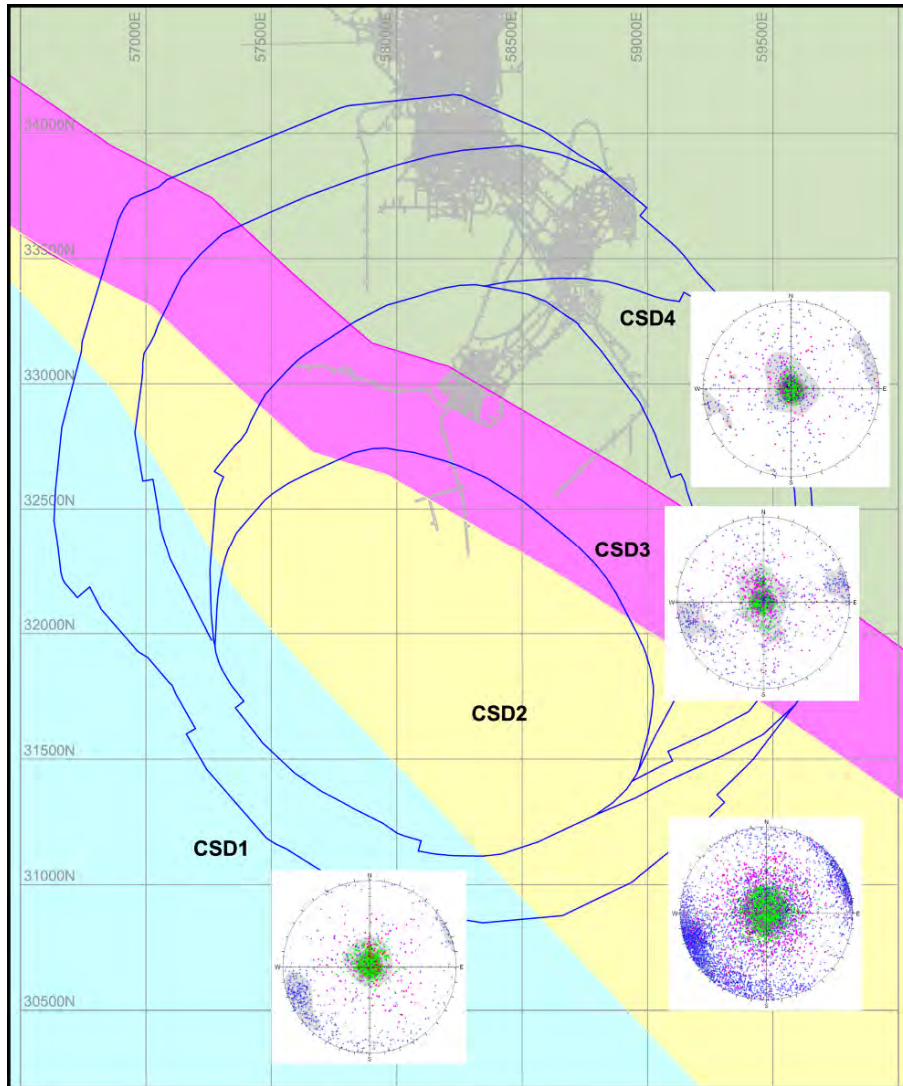 57000E
57500E
58000E
58500E
59000E
59500E
34000N
33500N
CSD4
N
W
E
S
33000N
32500N
CSD3
N
W
E
S
32000N
CSD2
31500N
CSD1
N
W
E
S
31000N
N
W
E
S
30500N